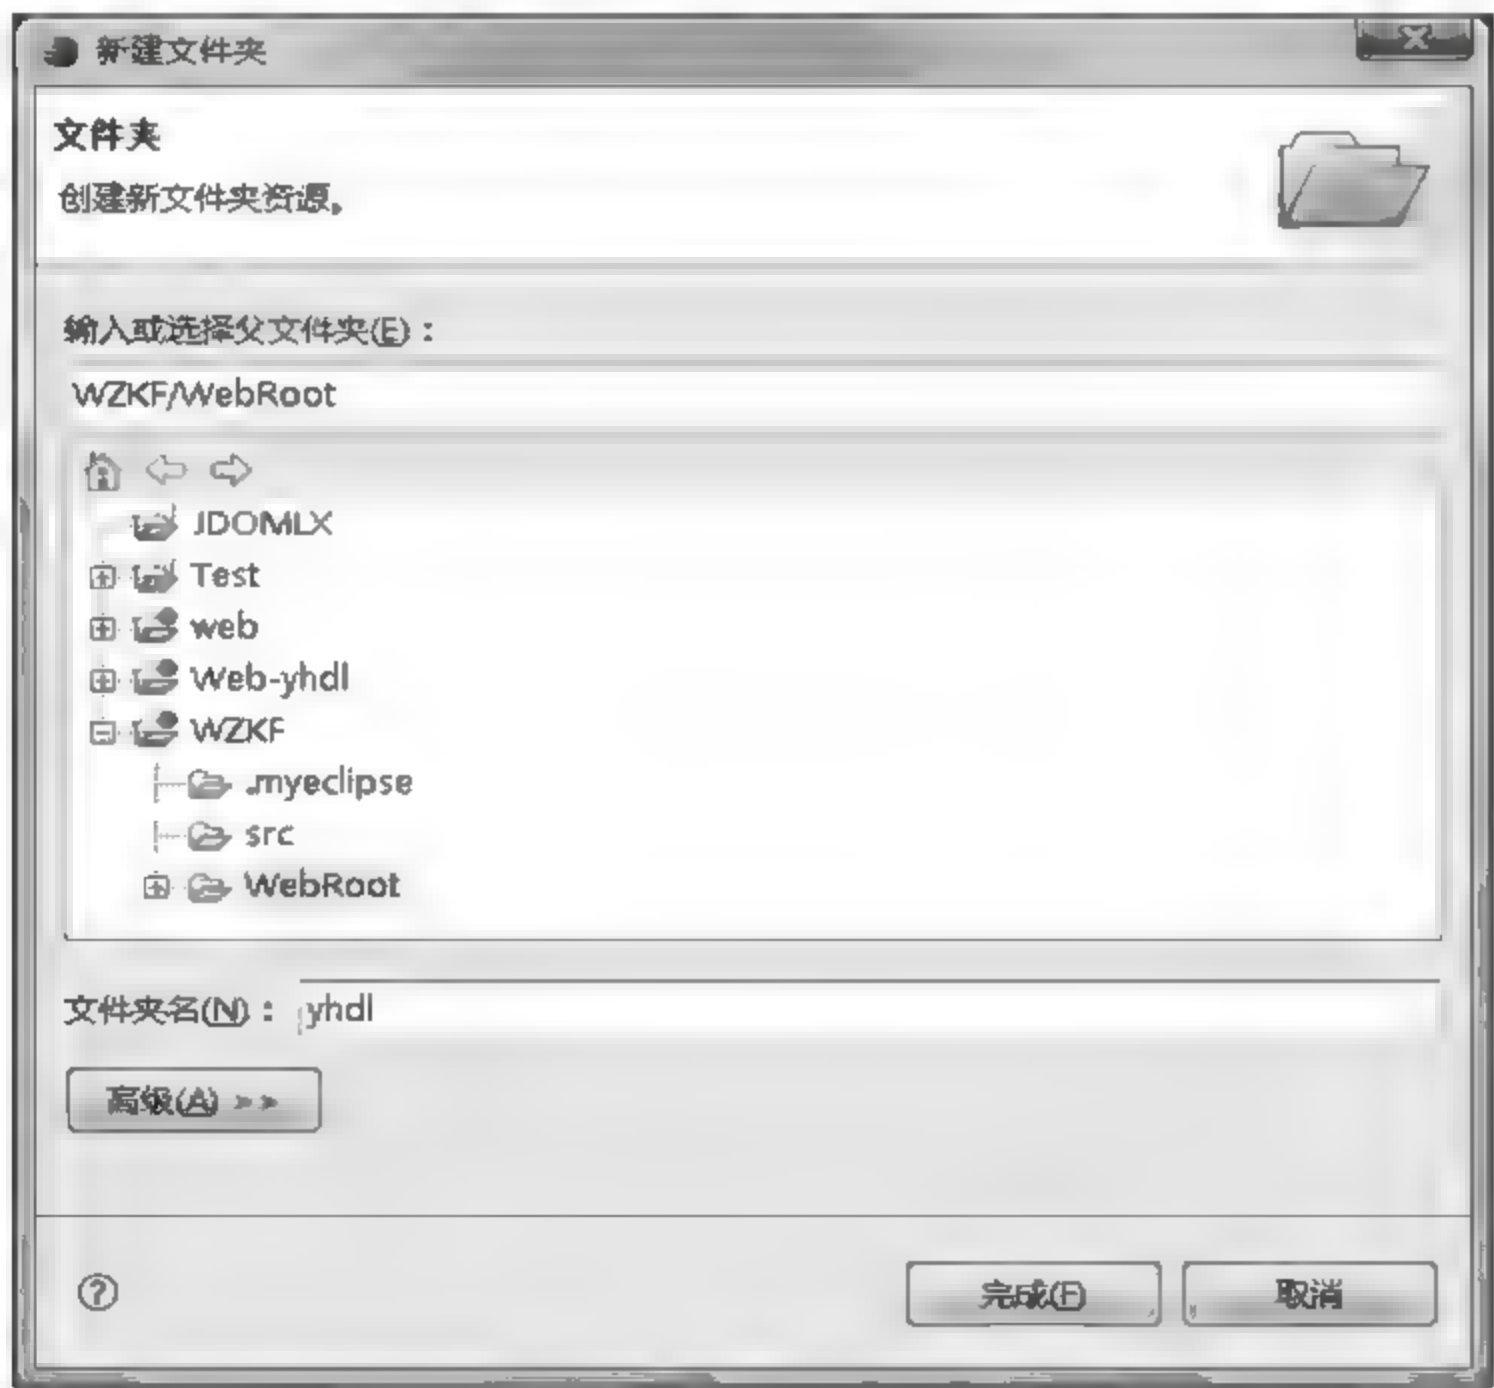 新建文件夹
文件夹
创建新文件夹资源。
输入或选择父文件夹(E)：
WZKF/WebRoot
JDOMLX
Test
web
Web-yhdl
WZKF
.myeclipse
src
WebRoot
文件夹名(N)： yhdl
高级(A) >>
完成(F) 取消